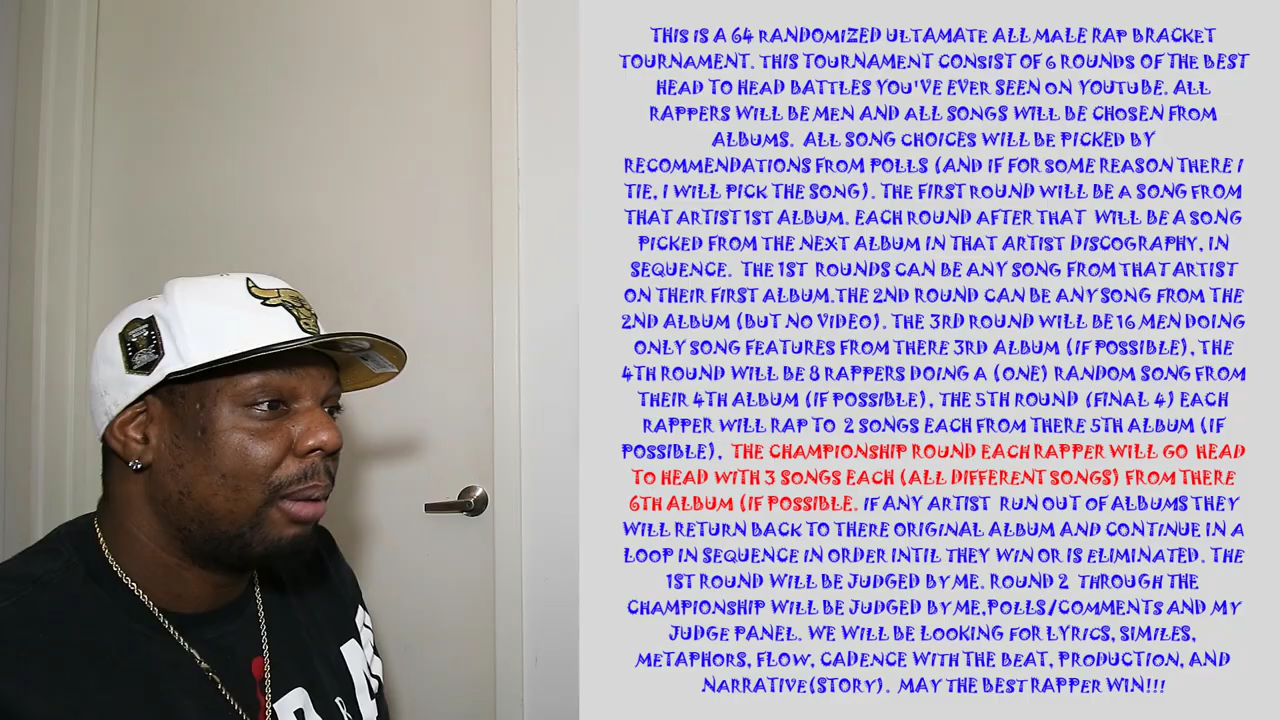 THIS IS A 64 RANDOMIZED ULTAMATE ALL MALE RAP BRACKET
TOURNAMENT. THIS TOURNAMENT CONSIST OF 6 ROUNDS OF THE BEST
HEAD TO HEAD BATTLES YOU'VE EVER SEEN ON YOUTUBE. ALL
RAPPERS WILL BE MEN AND ALL SONGS WILL BE CHOSEN FROM
ALBUMS. ALL SONG CHOICES WILL BE PICKED BY
RECOMMENDATIONS FROM POLLS (AND IF FOR SOME REASON THERE I
TIE, I WILL PICK THE SONG). THE FIRST ROUND WILL BE A SONG FROM
THAT ARTIST 1ST ALBUM. EACH ROUND AFTER THAT WILL BE A SONG
PICKED FROM THE NEXT ALBUM IN THAT ARTIST DISCOGRAPHY, IN
SEQUENCE. THE 1ST ROUNDS CAN BE ANY SONG FROM THAT ARTIST
ON THEIR FIRST ALBUM.THE 2ND ROUND CAN BE ANY SONG FROM THE
2ND ALBUM (BUT NO VIDEO). THE 3RD ROUND WILL BE 16 MEN DOING
ONLY SONG FEATURES FROM THERE 3RD ALBUM (IF POSSIBLE), THE
4TH ROUND WILL BE 8 RAPPERS DOING A (ONE) RANDOM SONG FROM
THEIR 4TH ALBUM (IF POSSIBLE), THE 5TH ROUND (FINAL 4) EACH
RAPPER WILL RAP TO 2 SONGS EACH FROM THERE 5TH ALBUM (IF
POSSIBLE), THE CHAMPIONSHIP ROUND EACH RAPPER WILL GO HEAD
TO HEAD WITH 3 SONGS EACH (ALL DIFFERENT SONGS) FROM THERE
6TH ALBUM (IF POSSIBLE. IF ANY ARTIST RUN OUT OF ALBUMS THEY
WILL RETURN BACK TO THERE ORIGINAL ALBUM AND CONTINUE IN A
LOOP IN SEQUENCE IN ORDER INTIL THEY WIN OR IS ELIMINATED. THE
1ST ROUND WILL BE JUDGED BY ME. ROUND 2 THROUGH THE
CHAMPIONSHIP WILL BE JUDGED BY ME,POLLS/COMMENTS AND MY
JUDGE PANEL. WE WILL BE LOOKING FOR LYRICS, SIMILES,
METAPHORS, FLOW, CADENCE WITH THE BEAT, PRODUCTION, AND
NARRATIVE(STORY). MAY THE BEST RAPPER WIN!!!